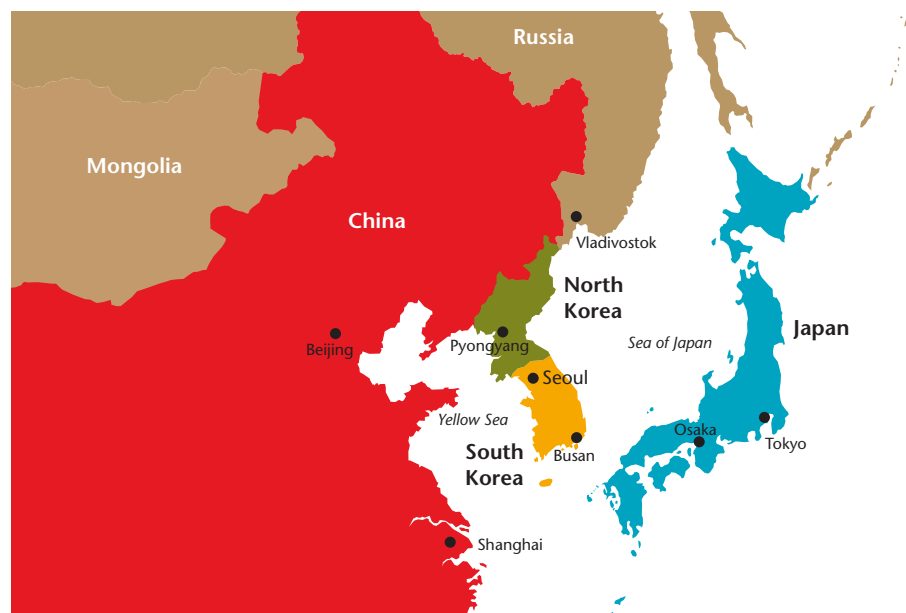 Russia
Mongolia
China
Vladivostok
North
Korea
Japan
Sea of Japan
Beijing
Pyongyang
Seoul
Yellow Sea
Osaka
Tokyo
South
Korea
Busan
Shanghai